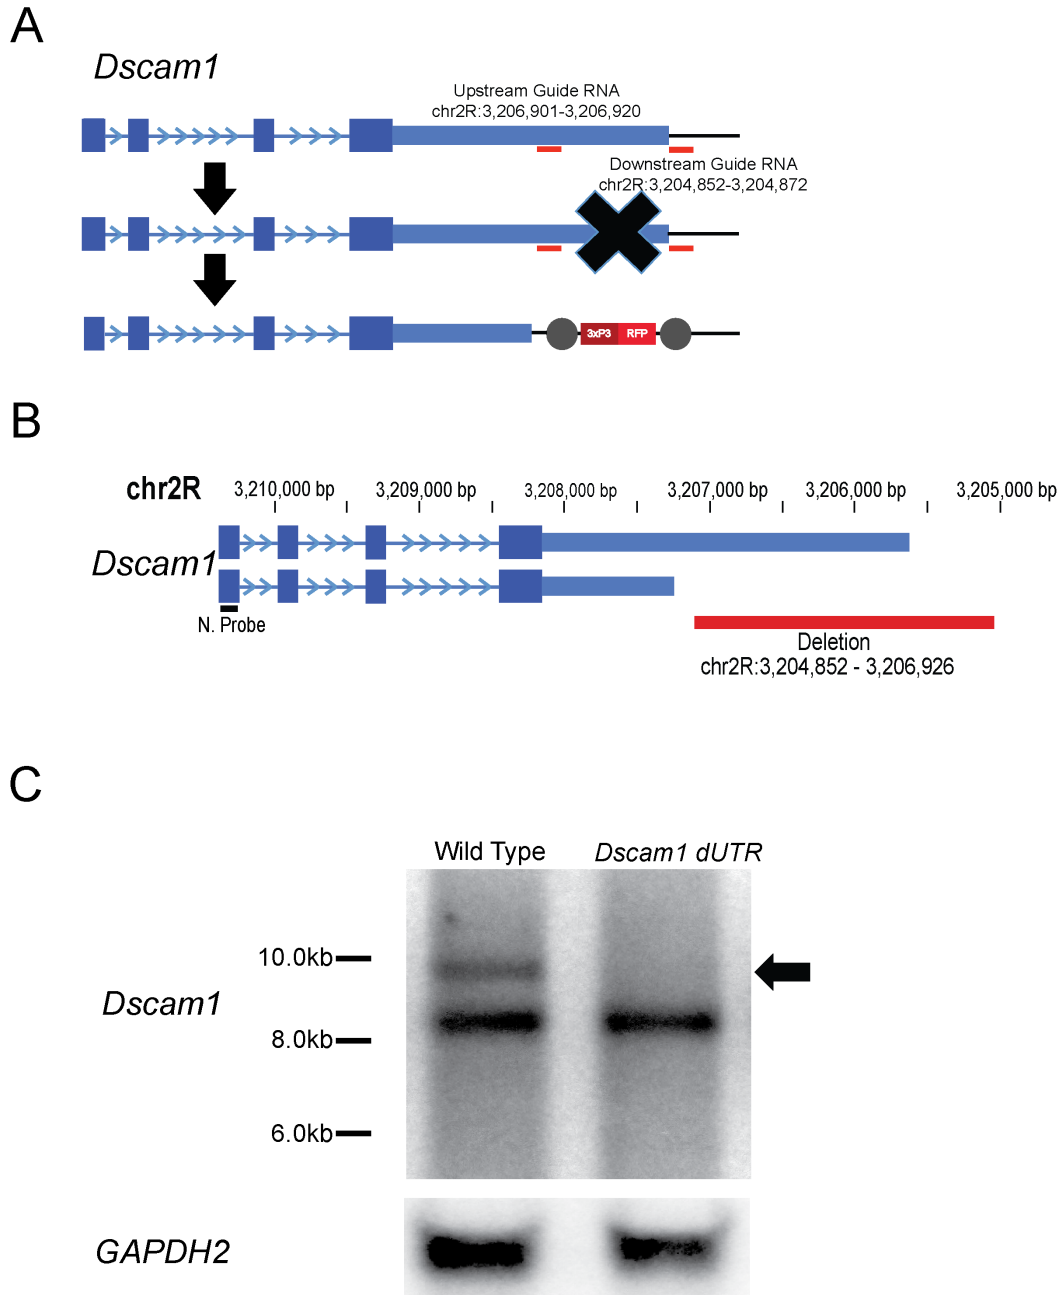 A
Dscam1
Upstream Guide RNA
chr2R:3,206,901-3,206,920
Downstream Guide RNA
chr2R:3,204,852-3,204,872
3xP3 RFP
B
chr2R 3,210,000 bp 3,209,000 bp 3,208,000 bp 3,207,000 bp 3,206,000 bp 3,205,000 bp
Dscam1
N. Probe
Deletion
chr2R:3,204,852 - 3,206,926
C
Wild Type Dscam1 dUTR
10.0kb
Dscam1
8.0kb
6.0kb
GAPDH2